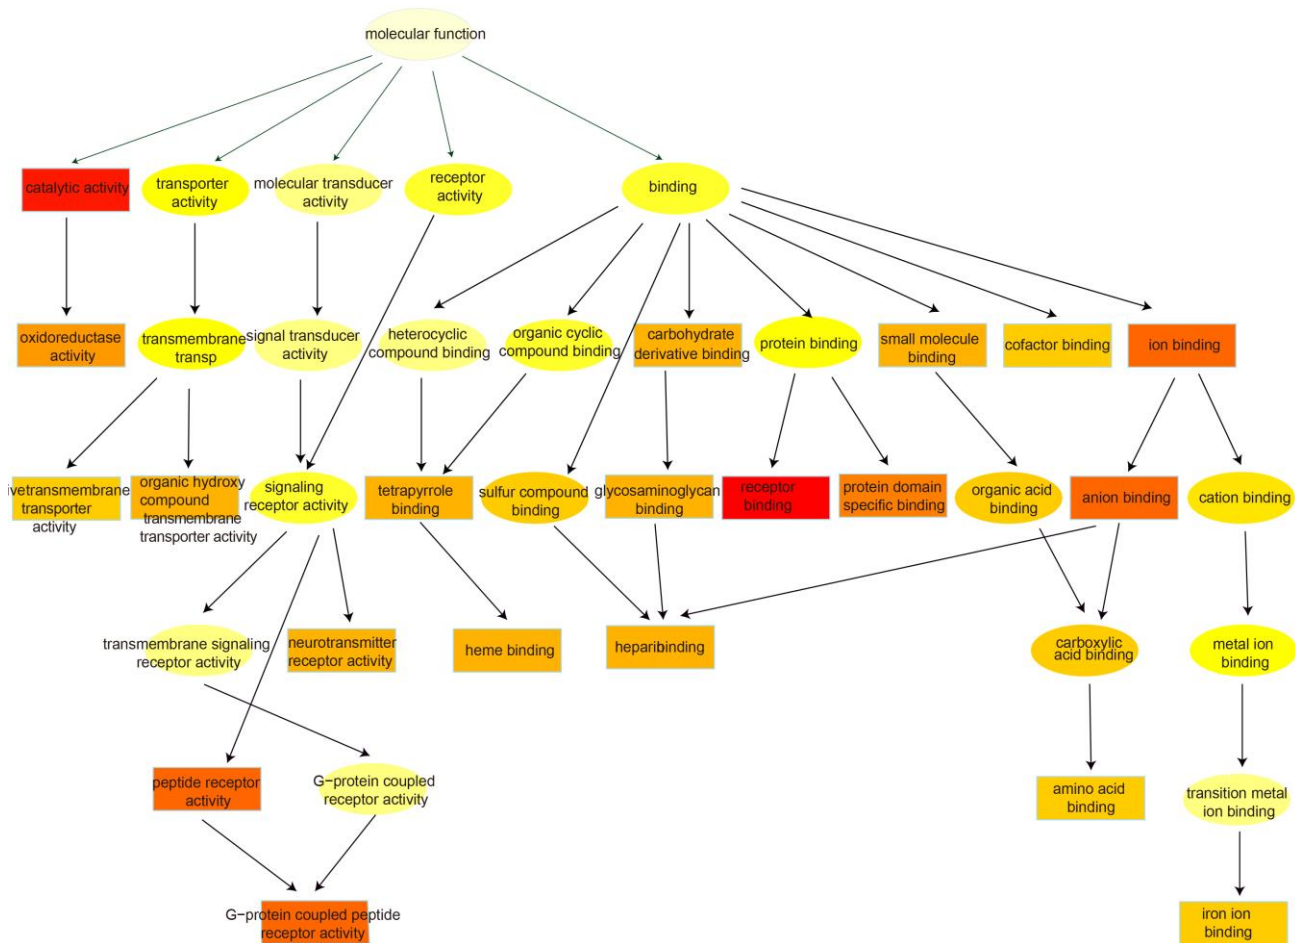 molecular function
catalytic activity
transporter
activity
molecular transducer
activity
receptor
activity
binding
oxidoreductase
activity
transmembrane
transp
signal transducer
activity
heterocyclic
compound binding
organic cyclic
compound binding
carbohydrate
derivative binding
protein binding
small molecule
binding
cofactor binding
ion binding
ivetransmembrane
transporter
activity
organic hydroxy
compound
transmembrane
transporter activity
signaling
receptor activity
tetrapyrrole
binding
sulfur compound
binding
glycosaminoglycan
binding
receptor
binding
protein domain
specific binding
organic acid
binding
anion binding
cation binding
transmembrane signaling
receptor activity
neurotransmitter
receptor activity
heme binding
heparibinding
carboxylic
acid binding
metal ion
binding
peptide receptor
activity
G−protein coupled
receptor activity
amino acid
binding
transition metal
ion binding
G−protein coupled peptide
receptor activity
iron ion
binding